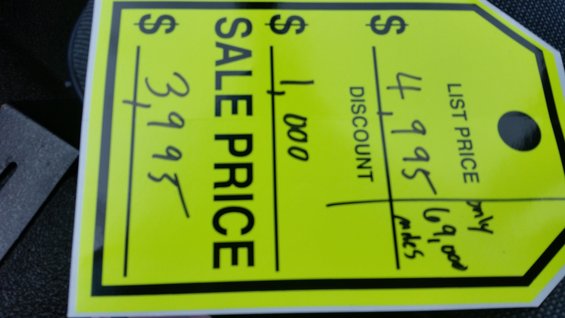 LIST PRICE
only 69,000 miles
$ 4,995
DISCOUNT
$ 1,000
SALE PRICE
$ 3,995